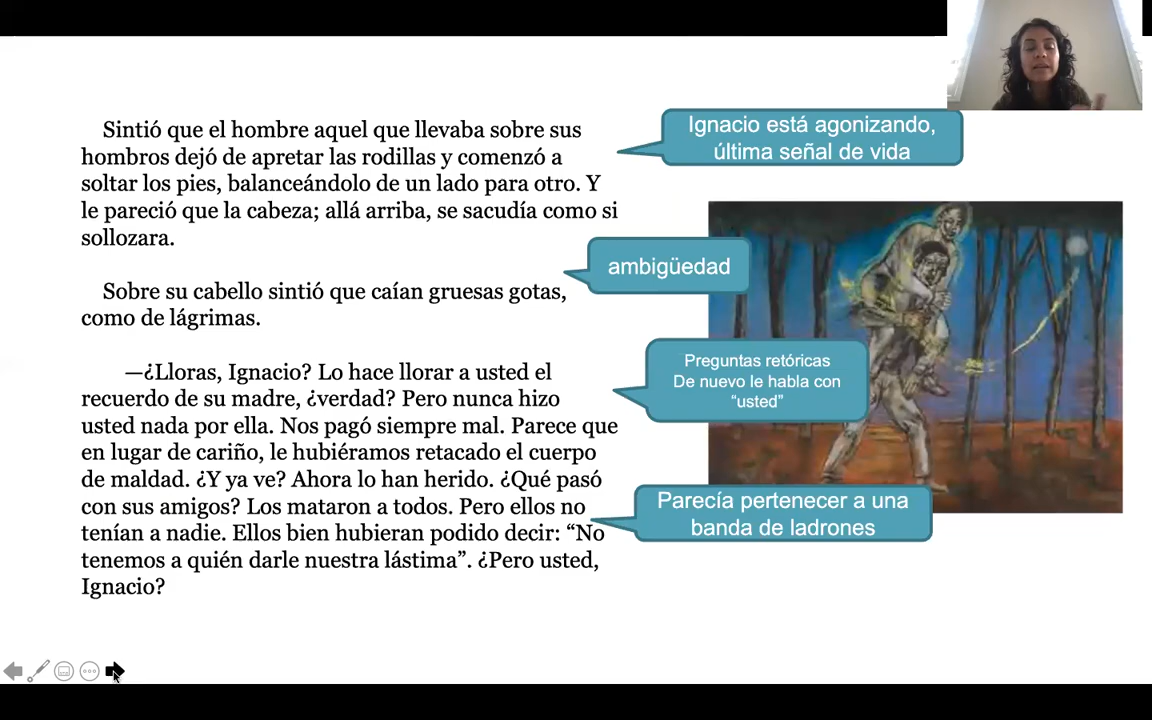 Sintió que el hombre aquel que llevaba sobre sus
hombros dejó de apretar las rodillas y comenzó a
soltar los pies, balanceándolo de un lado para otro. Y
le pareció que la cabeza; allá arriba, se sacudía como si
sollozara.
Sobre su cabello sintió que caían gruesas gotas,
como de lágrimas.
—¿Lloras, Ignacio? Lo hace llorar a usted el
recuerdo de su madre, ¿verdad? Pero nunca hizo
usted nada por ella. Nos pagó siempre mal. Parece que
en lugar de cariño, le hubiéramos retacado el cuerpo
de maldad. ¿Y ya ve? Ahora lo han herido. ¿Qué pasó
con sus amigos? Los mataron a todos. Pero ellos no
tenían a nadie. Ellos bien hubieran podido decir: “No
tenemos a quién darle nuestra lástima”. ¿Pero usted,
Ignacio?
Ignacio está agonizando,
última señal de vida
ambigüedad
Preguntas retóricas
De nuevo le habla con
“usted”
Parecía pertenecer a una
banda de ladrones